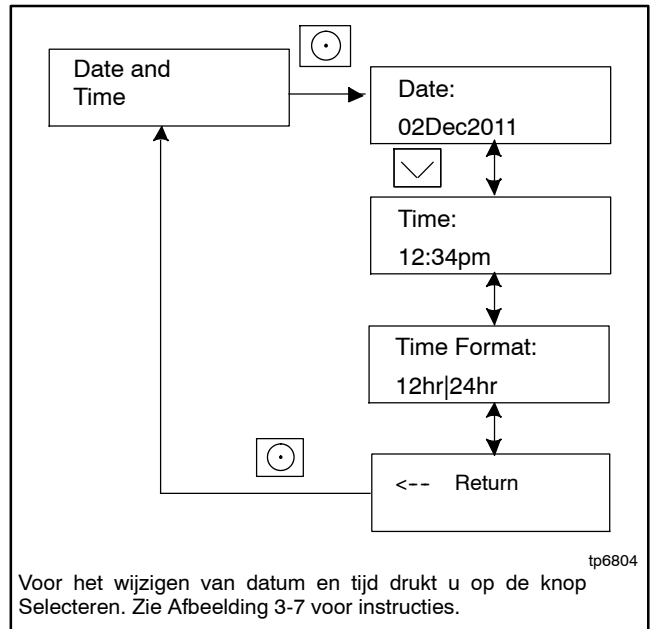 Date and
Time
Date:
02Dec2011
Time:
12:34pm
Time Format:
12hr|24hr
<-- Return
tp6804
Voor het wijzigen van datum en tijd drukt u op de knop
Selecteren. Zie Afbeelding 3-7 voor instructies.